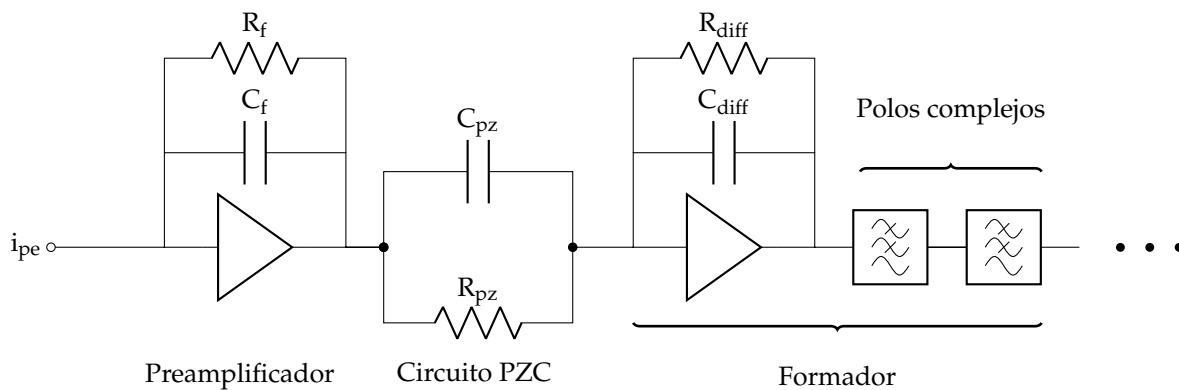 R_f
R_diff
C_f
C_diff
Polos complejos
C_pz
i_pe
R_pz
Preamplificador
Circuito PZC
Formador